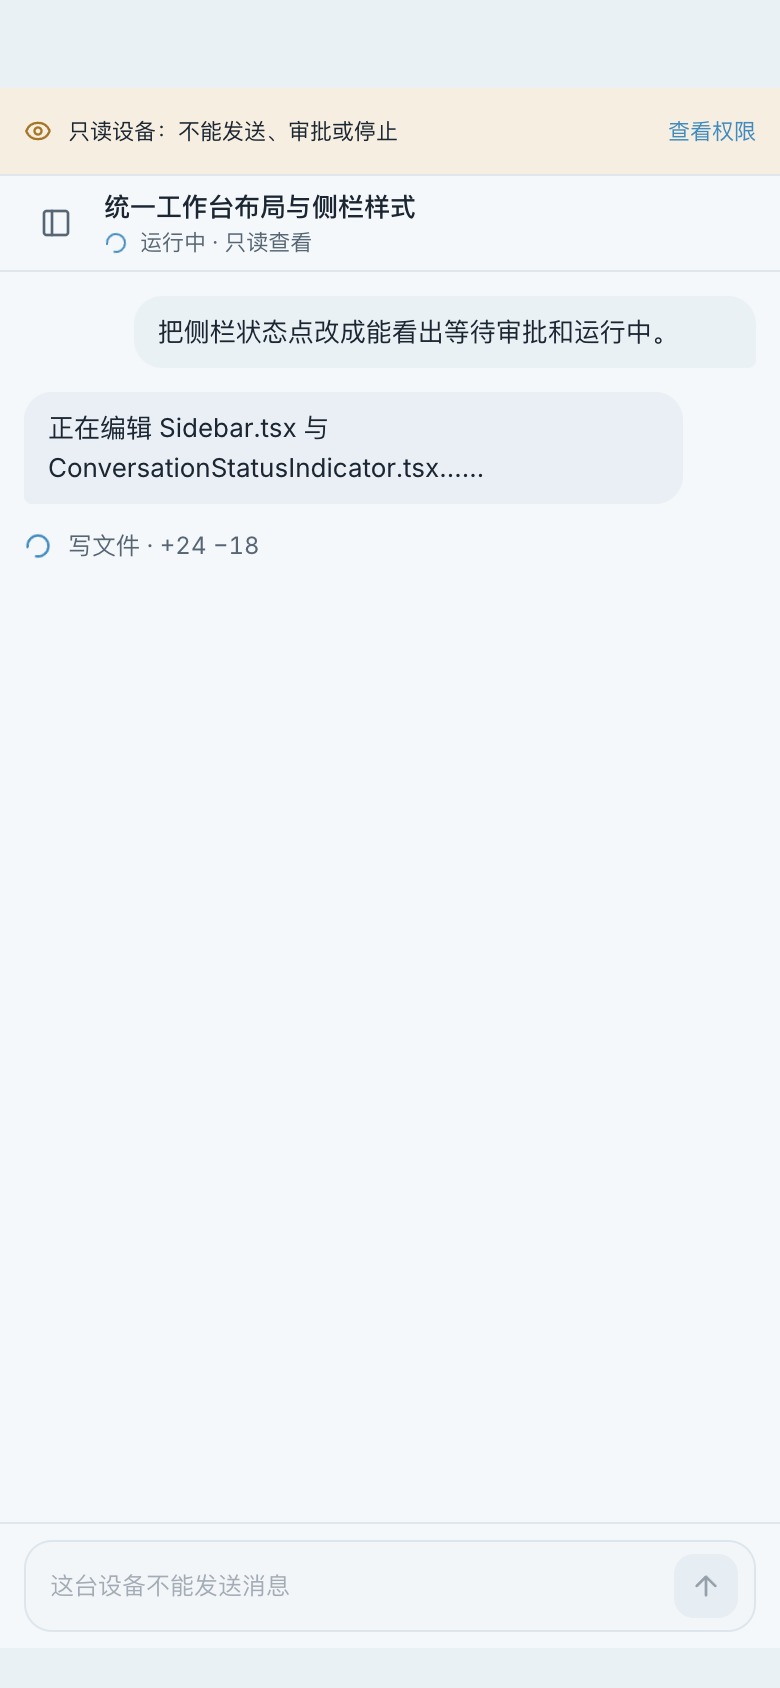 只读设备：不能发送、审批或停止
查看权限
统一工作台布局与侧栏样式
运行中 · 只读查看
把侧栏状态点改成能看出等待审批和运行中。
正在编辑 Sidebar.tsx 与
ConversationStatusIndicator.tsx……
写文件 · +24 −18
这台设备不能发送消息